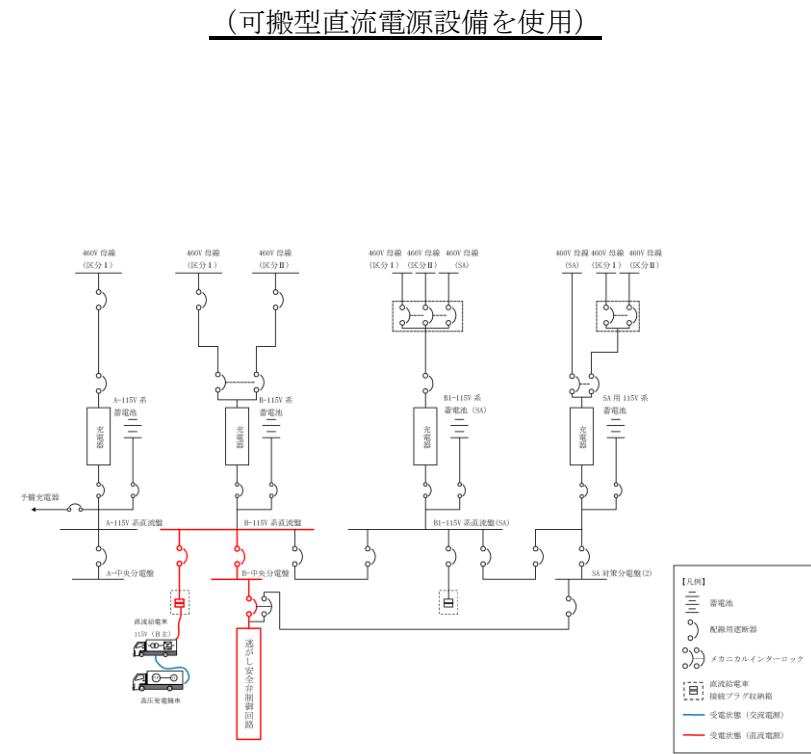 （可搬型直流電源設備を使用）
460V 母線
(区分Ⅰ)
460V 母線
(区分Ⅰ)
460V 母線
(区分Ⅱ)
460V 母線
(区分Ⅰ)
460V 母線
(区分Ⅱ)
460V 母線
(SA)
460V 母線
(SA)
460V 母線
(区分Ⅰ)
460V 母線
(区分Ⅱ)
A-115V 系
蓄電池
充電器
B-115V 系
蓄電池
充電器
B1-115V 系
蓄電池 (SA)
充電器
SA 用 115V 系
蓄電池
充電器
予備充電器
A-115V 系直流盤
B-115V 系直流盤
B1-115V 系直流盤(SA)
A-中央分電盤
B-中央分電盤
SA 対策分電盤(2)
直流給電車
115V（自主）
高圧発電機車
逃がし安全弁制御回路
【凡例】
蓄電池
配線用遮断器
メカニカルインターロック
直流給電車
接続プラグ収納箱
受電状態（交流電源）
受電状態（直流電源）